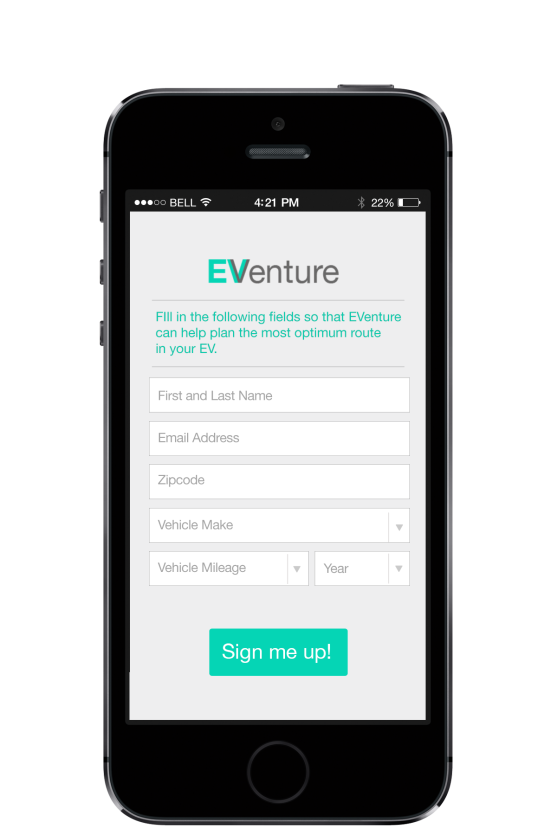 BELL 4:21 PM 22%
EVenture
FIll in the following fields so that EVenture
can help plan the most optimum route
in your EV.
First and Last Name
Email Address
Zipcode
Vehicle Make
Vehicle Mileage Year
Sign me up!